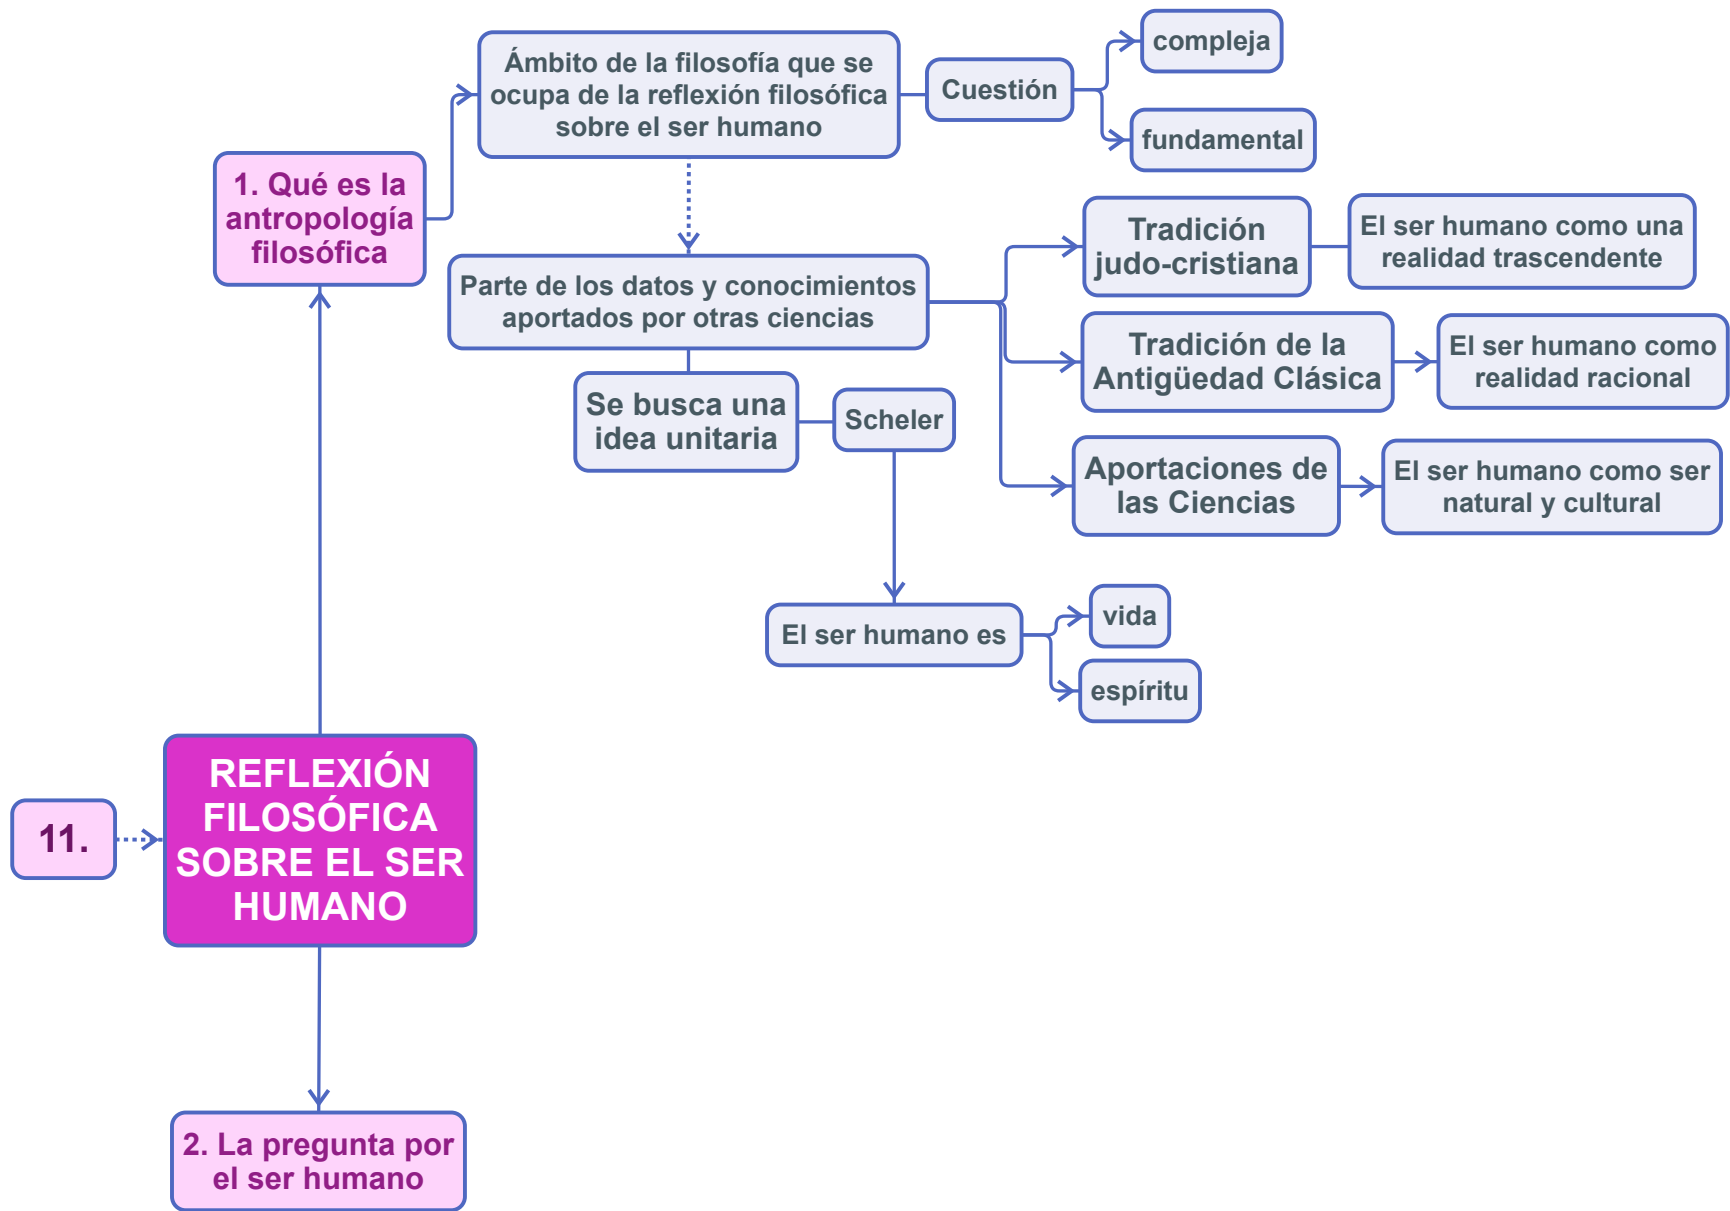 compleja
Ámbito de la filosofía que se
ocupa de la reflexión filosófica
sobre el ser humano
Cuestión
fundamental
1. Qué es la
antropología
filosófica
Tradición
judo-cristiana
El ser humano como una
realidad trascendente
Parte de los datos y conocimientos
aportados por otras ciencias
Tradición de la
Antigüedad Clásica
El ser humano como
realidad racional
Se busca una
idea unitaria
Scheler
Aportaciones de
las Ciencias
El ser humano como ser
natural y cultural
El ser humano es
vida
espíritu
11.
REFLEXIÓN
FILOSÓFICA
SOBRE EL SER
HUMANO
2. La pregunta por
el ser humano